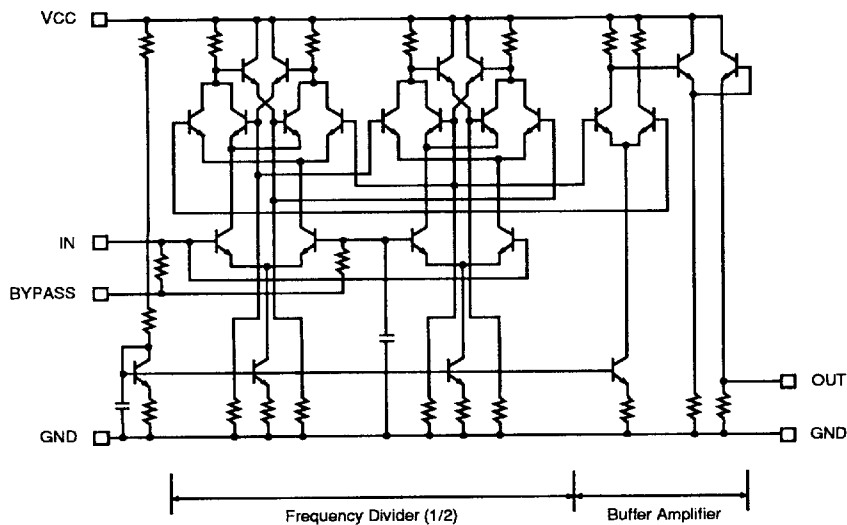 VCC
IN
BYPASS
OUT
GND
GND
Frequency Divider (1/2)
Buffer Amplifier